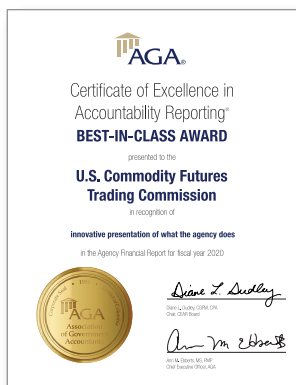 AGA®
Certificate of Excellence in
Accountability Reporting®
BEST-IN-CLASS AWARD
presented to the
U.S. Commodity Futures
Trading Commission
in recognition of
innovative presentation of what the agency does
in the Agency Financial Report for fiscal year 2020
AGA
Association
of Government
Accountants
Diane L. Dudley
Diane L. Dudley, CGFM, CPA
Chair, CEAR Board
Ann M. Ebberts
Ann M. Ebberts, MS, PMP
Chief Executive Officer, AGA